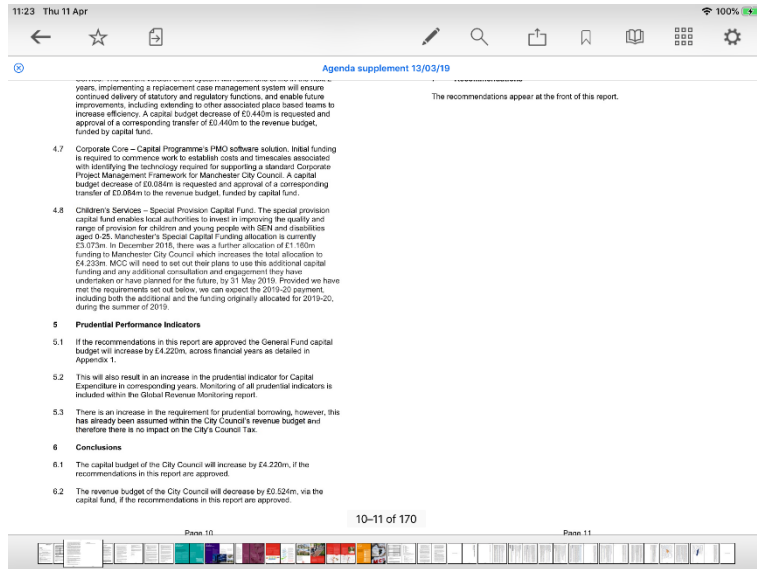 11:23 Thu 11 Apr
100%
Agenda supplement 13/03/19
years, implementing a replacement case management system will ensure
continued delivery of statutory and regulatory functions, and enable future
improvements, including extending to other associated place based teams to
increase efficiency. A capital budget decrease of £0.440m is requested and
approval of a corresponding transfer of £0.440m to the revenue budget,
funded by capital fund.
4.7 Corporate Core – Capital Programme's PMO software solution. Initial funding
is required to commence work to establish costs and timescales associated
with identifying the technology required for supporting a standard Corporate
Project Management Framework for Manchester City Council. A capital
budget decrease of £0.084m is requested and approval of a corresponding
transfer of £0.084m to the revenue budget, funded by capital fund.
4.8 Children's Services – Special Provision Capital Fund. The special provision
capital fund enables local authorities to invest in improving the quality and
range of provision for children and young people with SEN and disabilities
aged 0-25. Manchester's Special Capital Funding allocation is currently
£3.073m. In December 2018, there was a further allocation of £1.160m
funding to Manchester City Council which increases the total allocation to
£4.233m. MCC will need to set out their plans to use this additional capital
funding and any additional consultation and engagement they have
undertaken or have planned for the future, by 31 May 2019. Provided we have
met the requirements set out below, we can expect the 2019-20 payment,
including both the additional and the funding originally allocated for 2019-20,
during the summer of 2019.
5 Prudential Performance Indicators
5.1 If the recommendations in this report are approved the General Fund capital
budget will increase by £4.220m, across financial years as detailed in
Appendix 1.
5.2 This will also result in an increase in the prudential indicator for Capital
Expenditure in corresponding years. Monitoring of all prudential indicators is
included within the Global Revenue Monitoring report.
5.3 There is an increase in the requirement for prudential borrowing, however, this
has already been assumed within the City Council's revenue budget and
therefore there is no impact on the City's Council Tax.
6 Conclusions
6.1 The capital budget of the City Council will increase by £4.220m, if the
recommendations in this report are approved.
6.2 The revenue budget of the City Council will decrease by £0.524m, via the
capital fund, if the recommendations in this report are approved.
Page 10
Recommendations
The recommendations appear at the front of this report.
Page 11
10–11 of 170